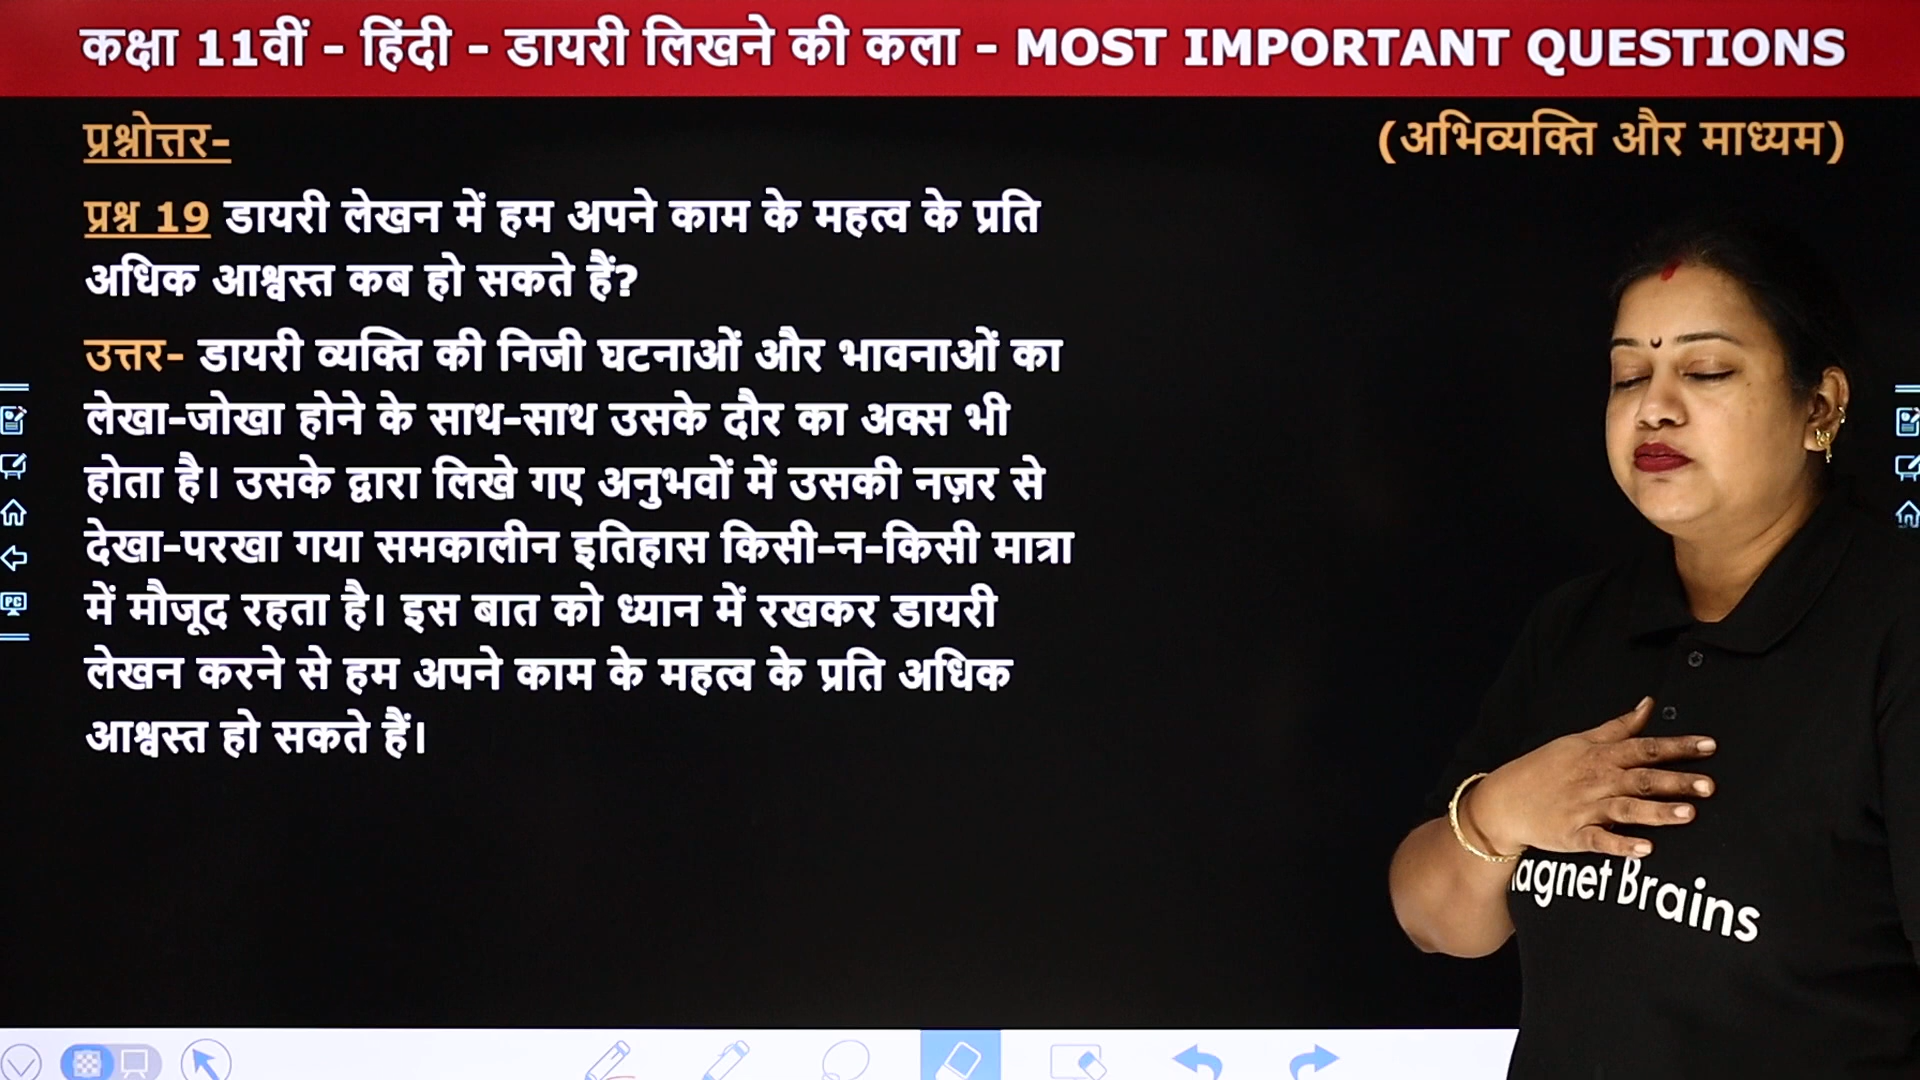 कक्षा 11वीं - हिंदी - डायरी लिखने की कला - MOST IMPORTANT QUESTIONS
प्रश्नोत्तर-
(अभिव्यक्ति और माध्यम)
प्रश्न 19 डायरी लेखन में हम अपने काम के महत्व के प्रति
अधिक आश्वस्त कब हो सकते हैं?
उत्तर- डायरी व्यक्ति की निजी घटनाओं और भावनाओं का
लेखा-जोखा होने के साथ-साथ उसके दौर का अक्स भी
होता है। उसके द्वारा लिखे गए अनुभवों में उसकी नज़र से
देखा-परखा गया समकालीन इतिहास किसी-न-किसी मात्रा
में मौजूद रहता है। इस बात को ध्यान में रखकर डायरी
लेखन करने से हम अपने काम के महत्व के प्रति अधिक
आश्वस्त हो सकते हैं।
PC
agnet Brains